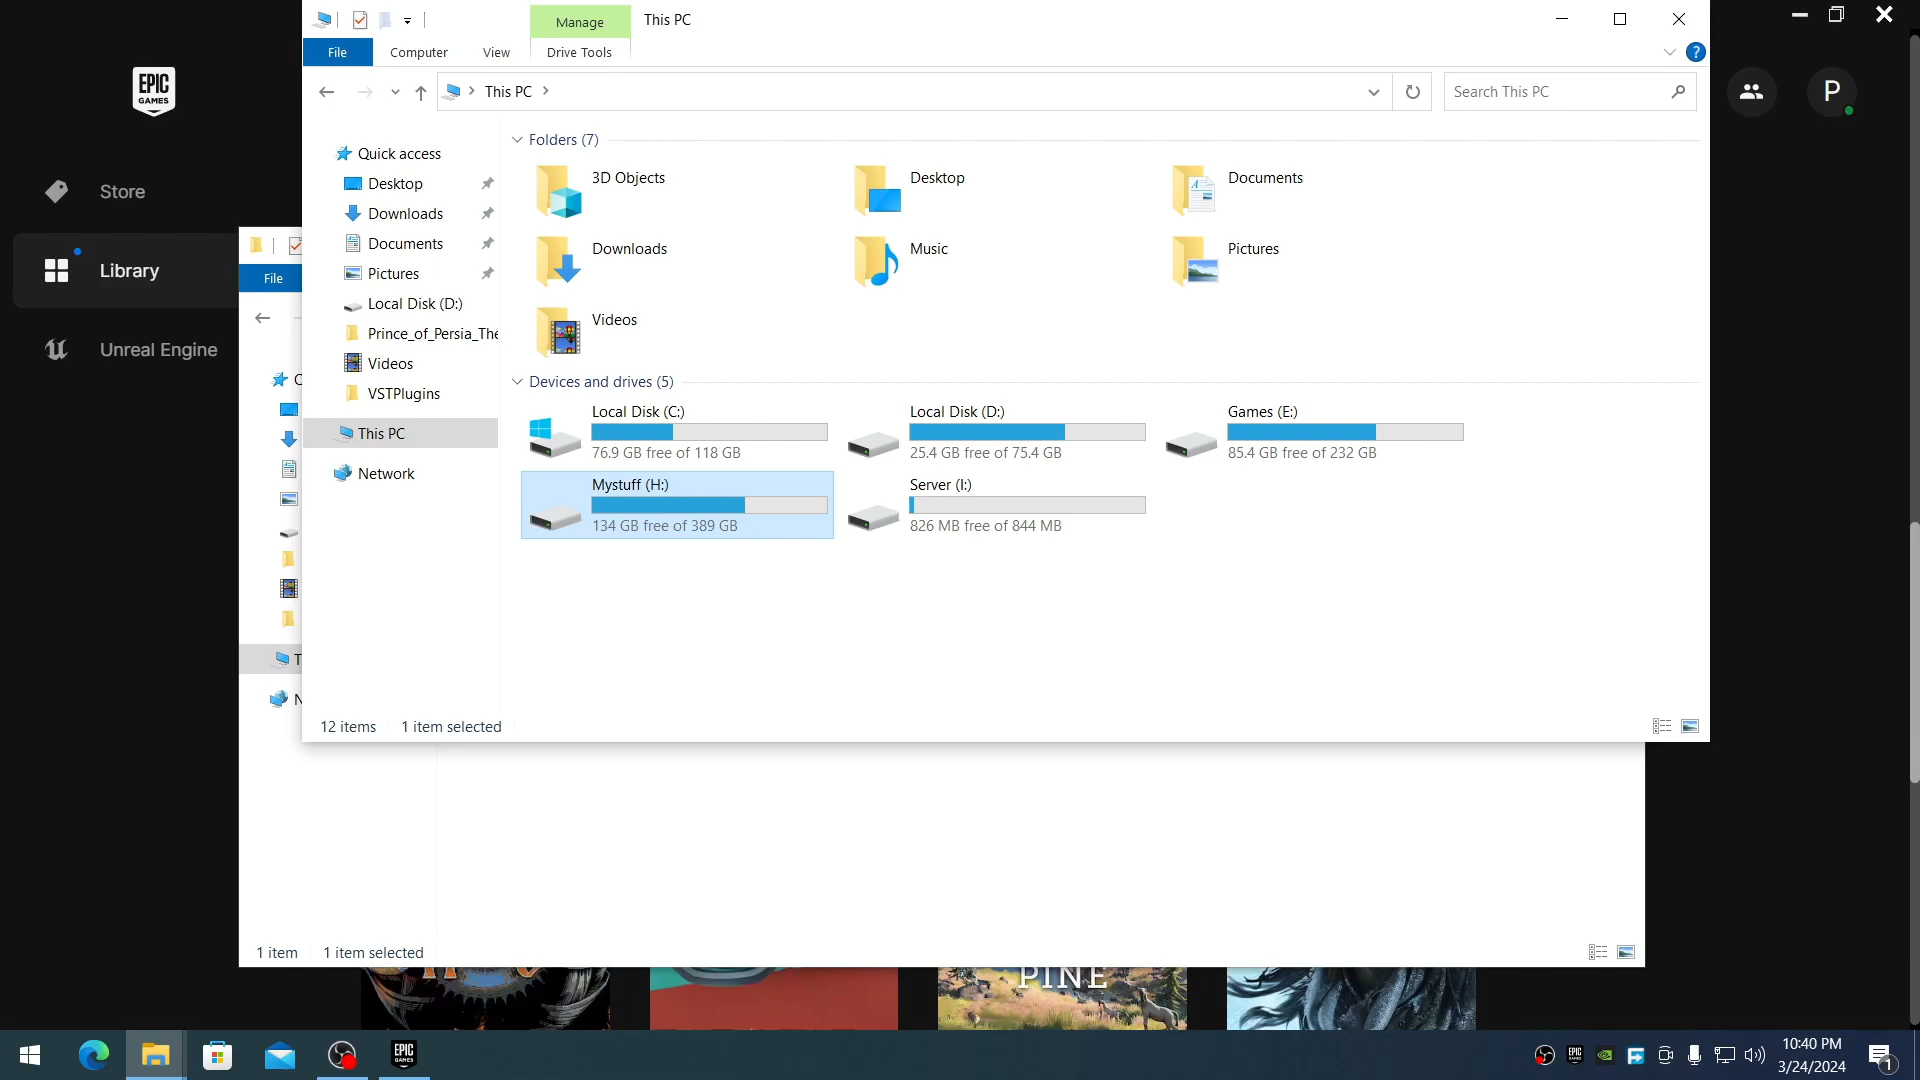 Manage
This PC
File
Computer
View
Drive Tools
?
This PC
Search This PC
EPIC
GAMES
P
Store
Library
Unreal Engine
File
Quick access
Desktop
Downloads
Documents
Pictures
Local Disk (D:)
Prince_of_Persia_The
Videos
VSTPlugins
This PC
Network
Folders (7)
3D Objects
Desktop
Documents
Downloads
Music
Pictures
Videos
Devices and drives (5)
Local Disk (C:)
76.9 GB free of 118 GB
Local Disk (D:)
25.4 GB free of 75.4 GB
Games (E:)
85.4 GB free of 232 GB
Mystuff (H:)
134 GB free of 389 GB
Server (I:)
826 MB free of 844 MB
12 items
1 item selected
1 item
1 item selected
PINE
EPIC
GAMES
10:40 PM
3/24/2024
1